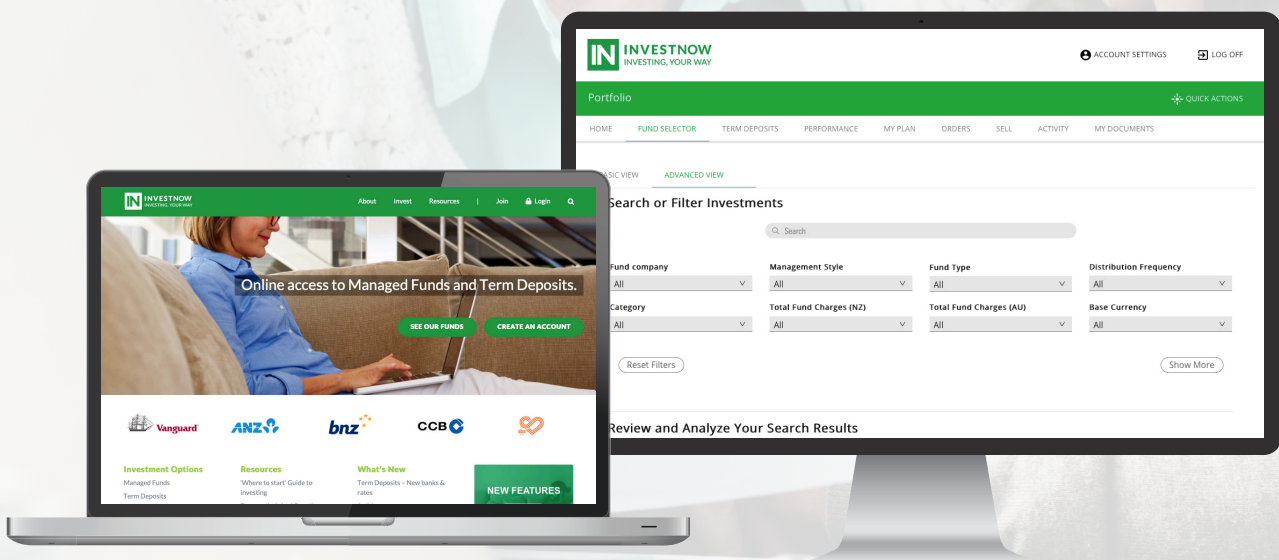 IN INVESTNOW
INVESTING, YOUR WAY
ACCOUNT SETTINGS
LOG OFF
Portfolio
QUICK ACTIONS
HOME FUND SELECTOR TERM DEPOSITS PERFORMANCE MY PLAN ORDERS SELL ACTIVITY MY DOCUMENTS
VIEW ADVANCED VIEW
Search or Filter Investments
Search
Fund company Management Style Fund Type Distribution Frequency
All All All All
Category Total Fund Charges (NZ) Total Fund Charges (AU) Base Currency
All All All All
Reset Filters Show More
Review and Analyze Your Search Results
IN INVESTNOW
INVESTING, YOUR WAY
About Invest Resources | Join Login
Online access to Managed Funds and Term Deposits.
SEE OUR FUNDS CREATE AN ACCOUNT
Vanguard ANZ bnz CCB
Investment Options Resources What's New
Managed Funds 'Where to start' Guide to Term Deposits – New banks &
Term Deposits investing rates
NEW FEATURES